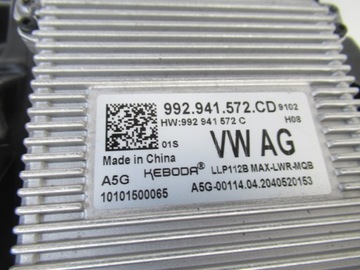 992.941.572.CD 9102
HW:992 941 572 C H08
01S
VW AG
Made in China
A5G KEBODA® LLP112B MAX-LWR-MQB
10101500065 A5G-00114.04.2040520153